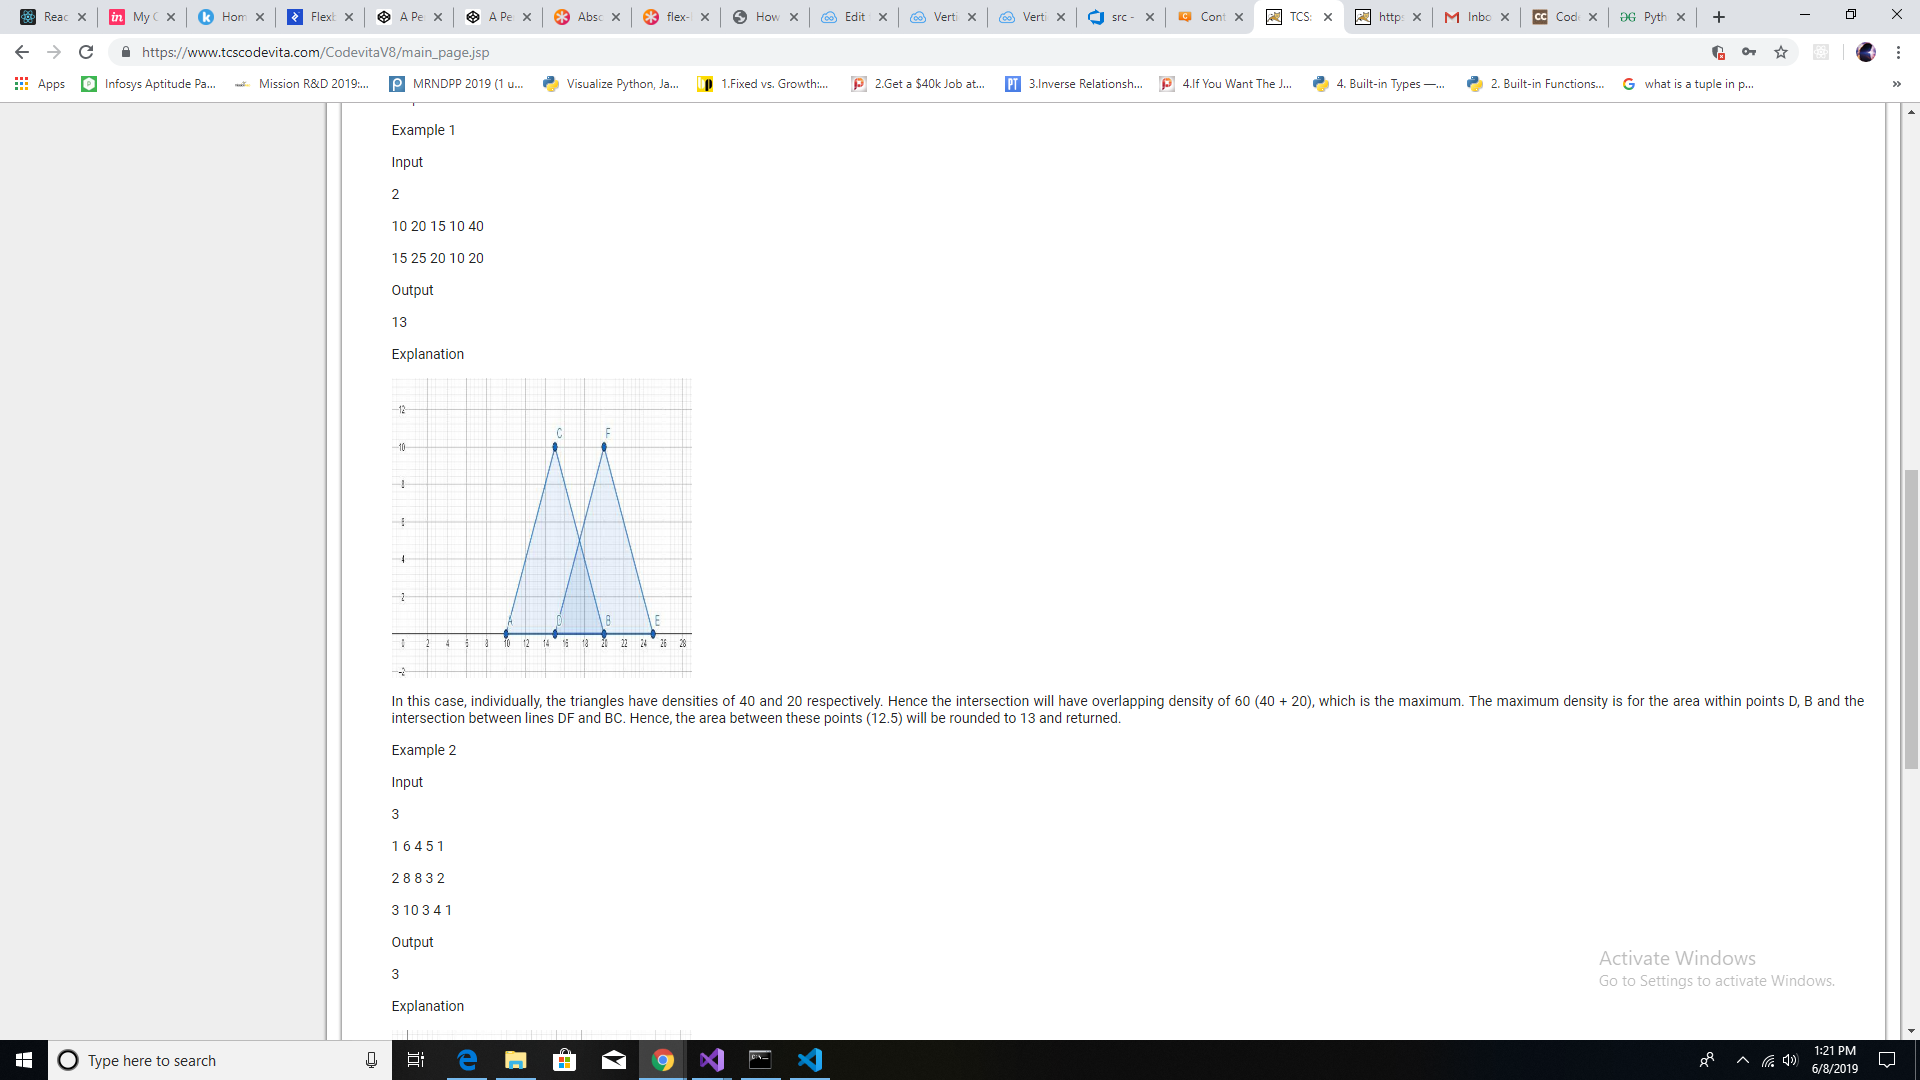 Reac
My C
Hom
Flexb
A Pe
A Pe
Absc
flex-
How
Edit
Verti
Verti
src -
Cont
TCS:
https
Inbo
Cod
Pyth
https://www.tcscodevita.com/CodevitaV8/main_page.jsp
Apps
Infosys Aptitude Pa...
Mission R&D 2019:...
MRNDPP 2019 (1 u...
Visualize Python, Ja...
1.Fixed vs. Growth:...
2.Get a $40k Job at...
3.Inverse Relationsh...
4.If You Want The J...
4. Built-in Types —...
2. Built-in Functions...
what is a tuple in p...
Example 1
Input
2
10 20 15 10 40
15 25 20 10 20
Output
13
Explanation
12
C
F
10
8
6
4
2
A
D
B
E
0 2 4 6 8 10 12 14 16 18 20 22 24 26 28
-2
In this case, individually, the triangles have densities of 40 and 20 respectively. Hence the intersection will have overlapping density of 60 (40 + 20), which is the maximum. The maximum density is for the area within points D, B and the
intersection between lines DF and BC. Hence, the area between these points (12.5) will be rounded to 13 and returned.
Example 2
Input
3
1 6 4 5 1
2 8 8 3 2
3 10 3 4 1
Output
3
Explanation
Activate Windows
Go to Settings to activate Windows.
Type here to search
1:21 PM
6/8/2019